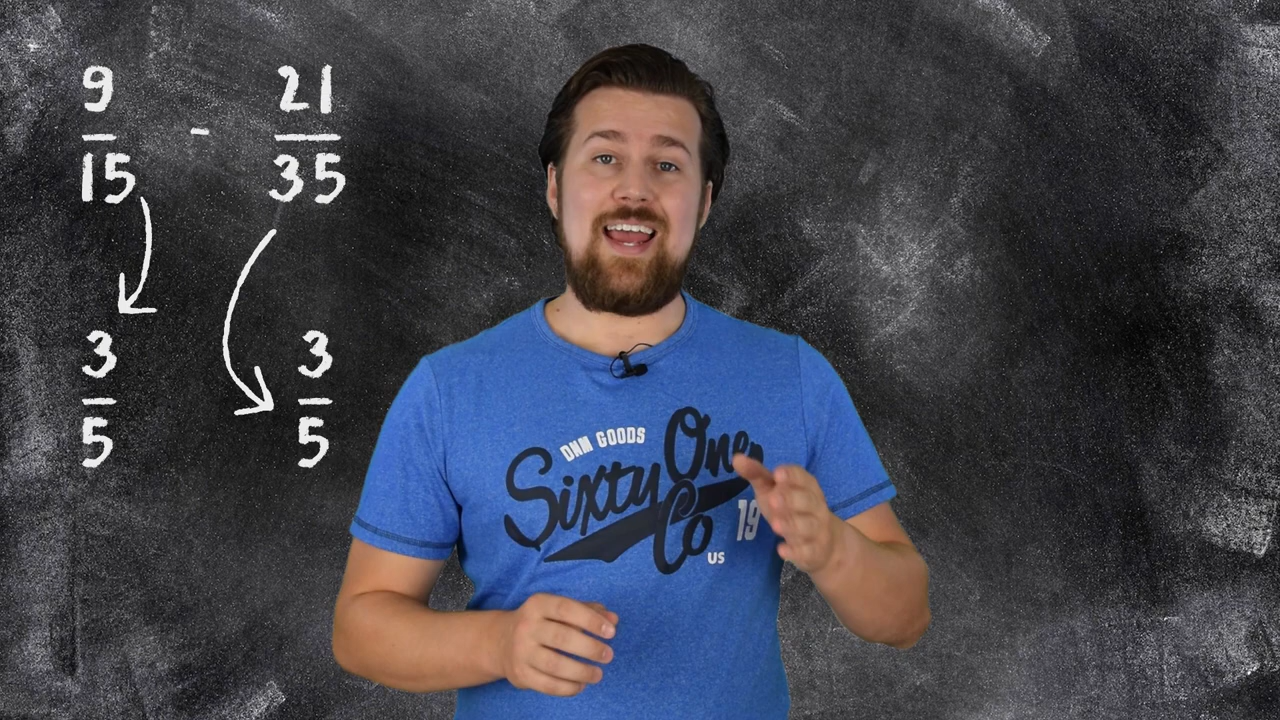 9/15 - 21/35
3/5 3/5
DNM GOODS
Sixty One
Co
19
US